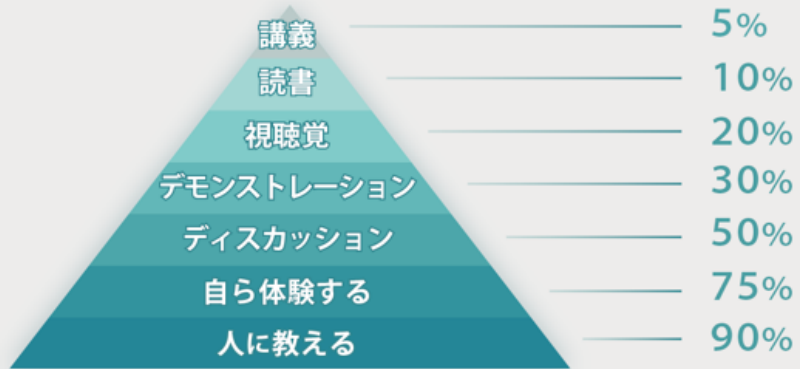 講義 5%
読書 10%
視聴覚 20%
デモンストレーション 30%
ディスカッション 50%
自ら体験する 75%
人に教える 90%